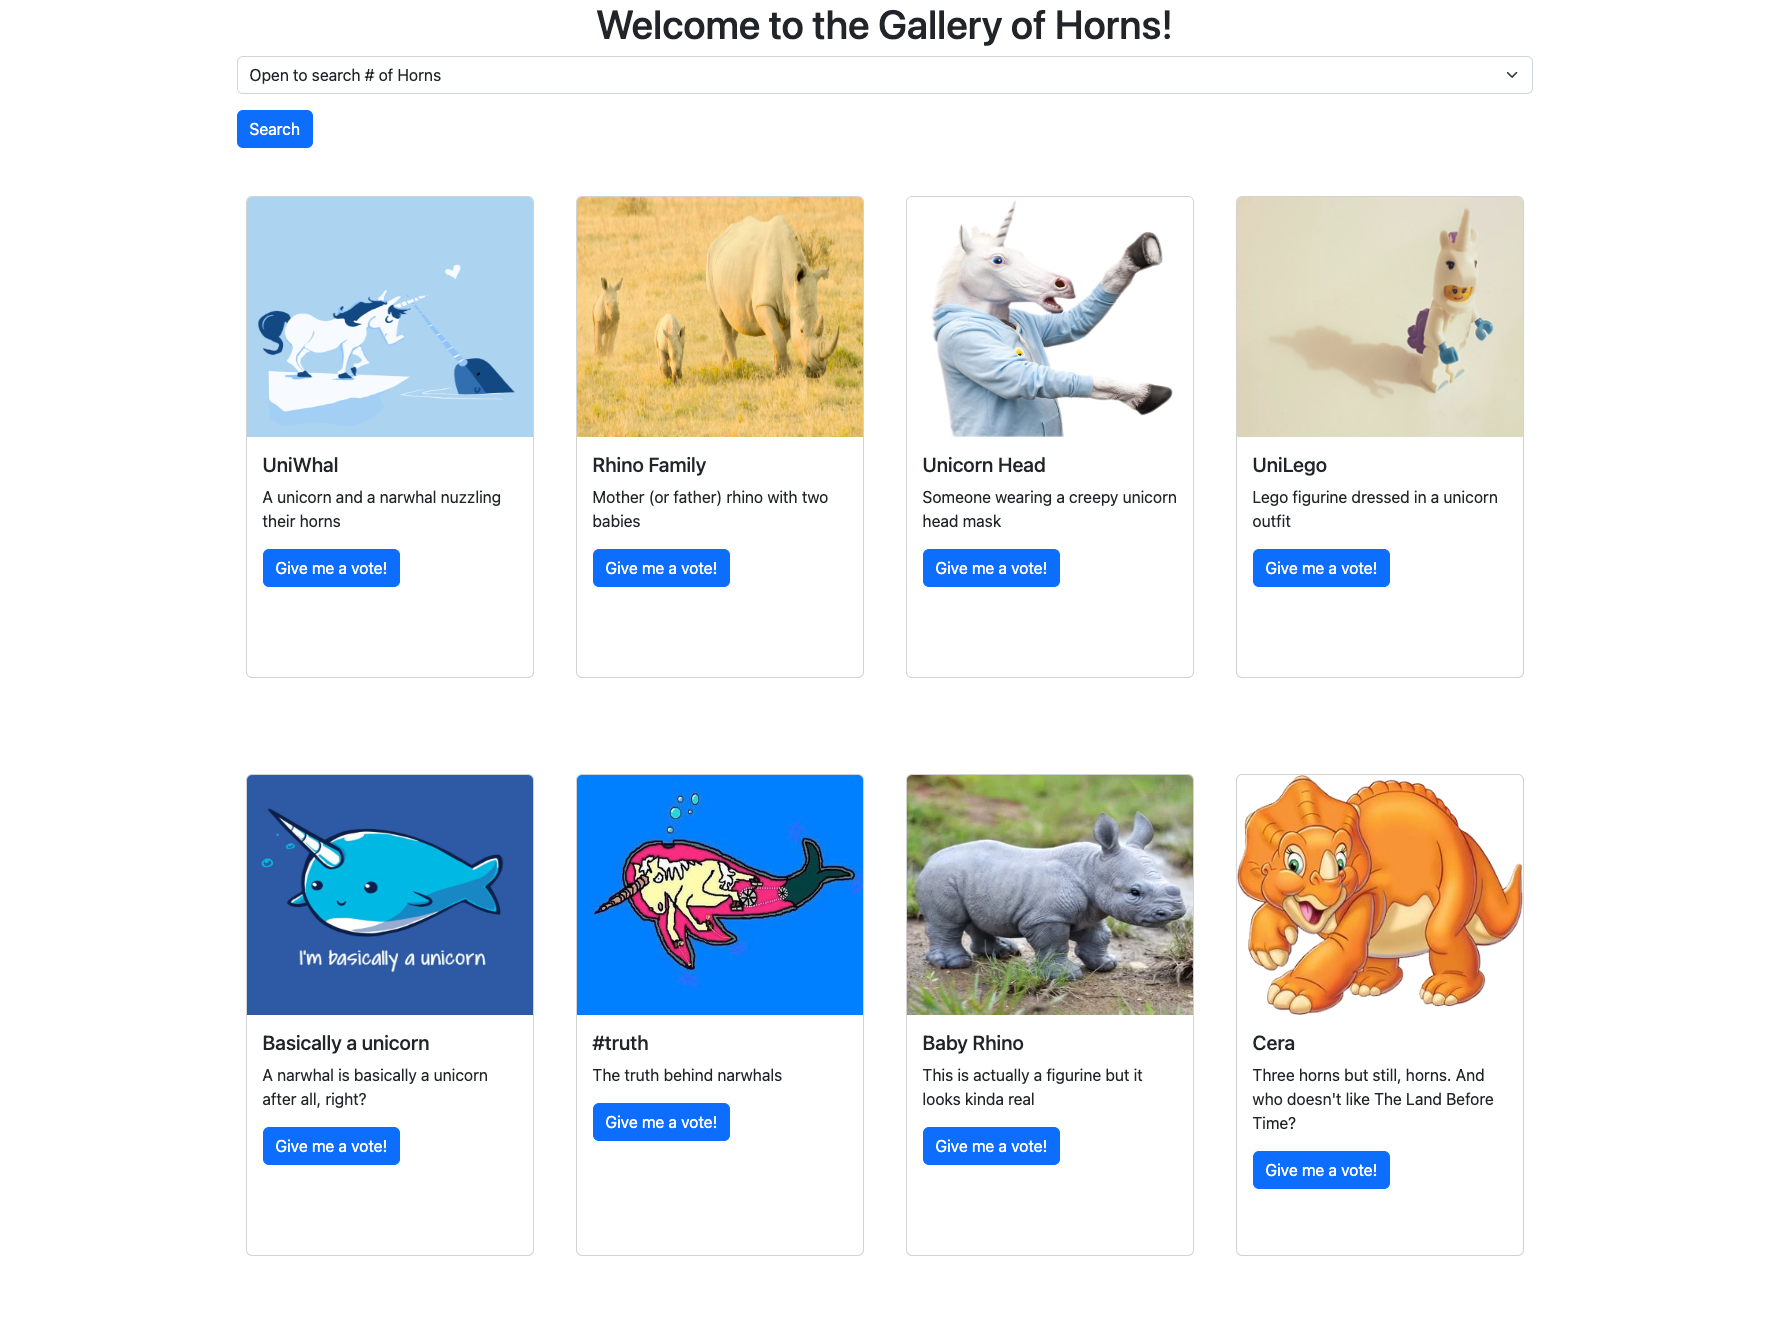 Welcome to the Gallery of Horns!
Open to search # of Horns
Search
UniWhal
A unicorn and a narwhal nuzzling
their horns
Give me a vote!
Rhino Family
Mother (or father) rhino with two
babies
Give me a vote!
Unicorn Head
Someone wearing a creepy unicorn
head mask
Give me a vote!
UniLego
Lego figurine dressed in a unicorn
outfit
Give me a vote!
I'm basically a unicorn
Basically a unicorn
A narwhal is basically a unicorn
after all, right?
Give me a vote!
#truth
The truth behind narwhals
Give me a vote!
Baby Rhino
This is actually a figurine but it
looks kinda real
Give me a vote!
Cera
Three horns but still, horns. And
who doesn't like The Land Before
Time?
Give me a vote!